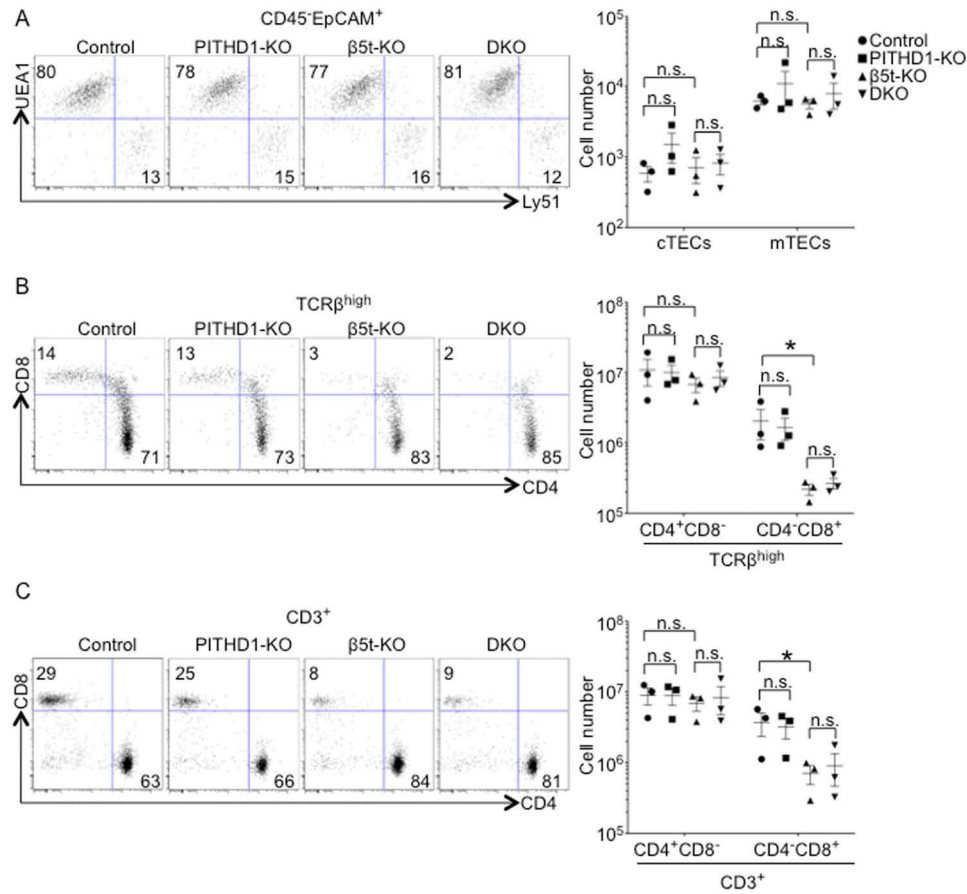 A
CD45⁻EpCAM⁺
Control PITHD1-KO β5t-KO DKO
80 78 77 81
UEA1
13 15 16 12
Ly51
10⁵
10⁴
10³
10²
Cell number
n.s. n.s. n.s. n.s. n.s. n.s.
cTECs mTECs
Control
PITHD1-KO
β5t-KO
DKO
B
TCRβʰⁱᵍʰ
Control PITHD1-KO β5t-KO DKO
14 13 3 2
CD8
71 73 83 85
CD4
10⁸
10⁷
10⁶
10⁵
Cell number
n.s. n.s. n.s. * n.s. n.s.
CD4⁺CD8⁻ CD4⁻CD8⁺
TCRβʰⁱᵍʰ
C
CD3⁺
Control PITHD1-KO β5t-KO DKO
29 25 8 9
CD8
63 66 84 81
CD4
10⁸
10⁷
10⁶
10⁵
Cell number
n.s. n.s. n.s. * n.s. n.s.
CD4⁺CD8⁻ CD4⁻CD8⁺
CD3⁺